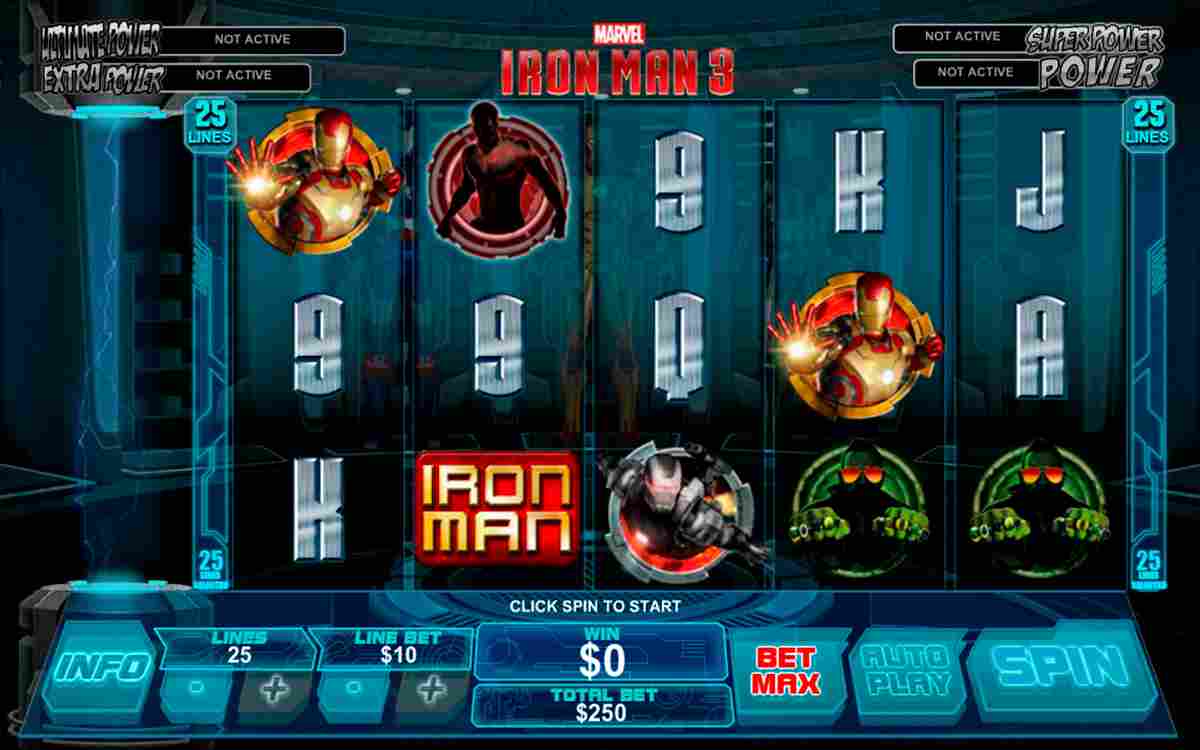 ULTIMATE POWER NOT ACTIVE
EXTRA POWER NOT ACTIVE
MARVEL
IRON MAN 3
NOT ACTIVE SUPER POWER
NOT ACTIVE POWER
25
LINES
25
LINES
9 K J
9 9 Q A
K
IRON
MAN
25
LINES
25
LINES
CLICK SPIN TO START
INFO
LINES
25
LINE BET
$10
WIN
$0
TOTAL BET
$250
BET
MAX
AUTO
PLAY
SPIN